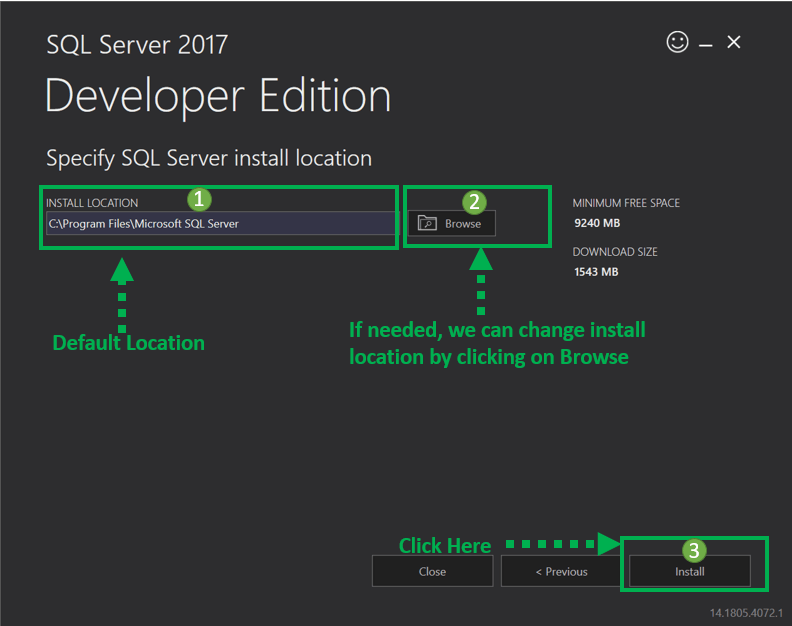 SQL Server 2017
Developer Edition
Specify SQL Server install location
1
INSTALL LOCATION
C:\Program Files\Microsoft SQL Server
2
Browse
MINIMUM FREE SPACE
9240 MB
DOWNLOAD SIZE
1543 MB
Default Location
If needed, we can change install
location by clicking on Browse
Click Here
3
Close
< Previous
Install
14.1805.4072.1